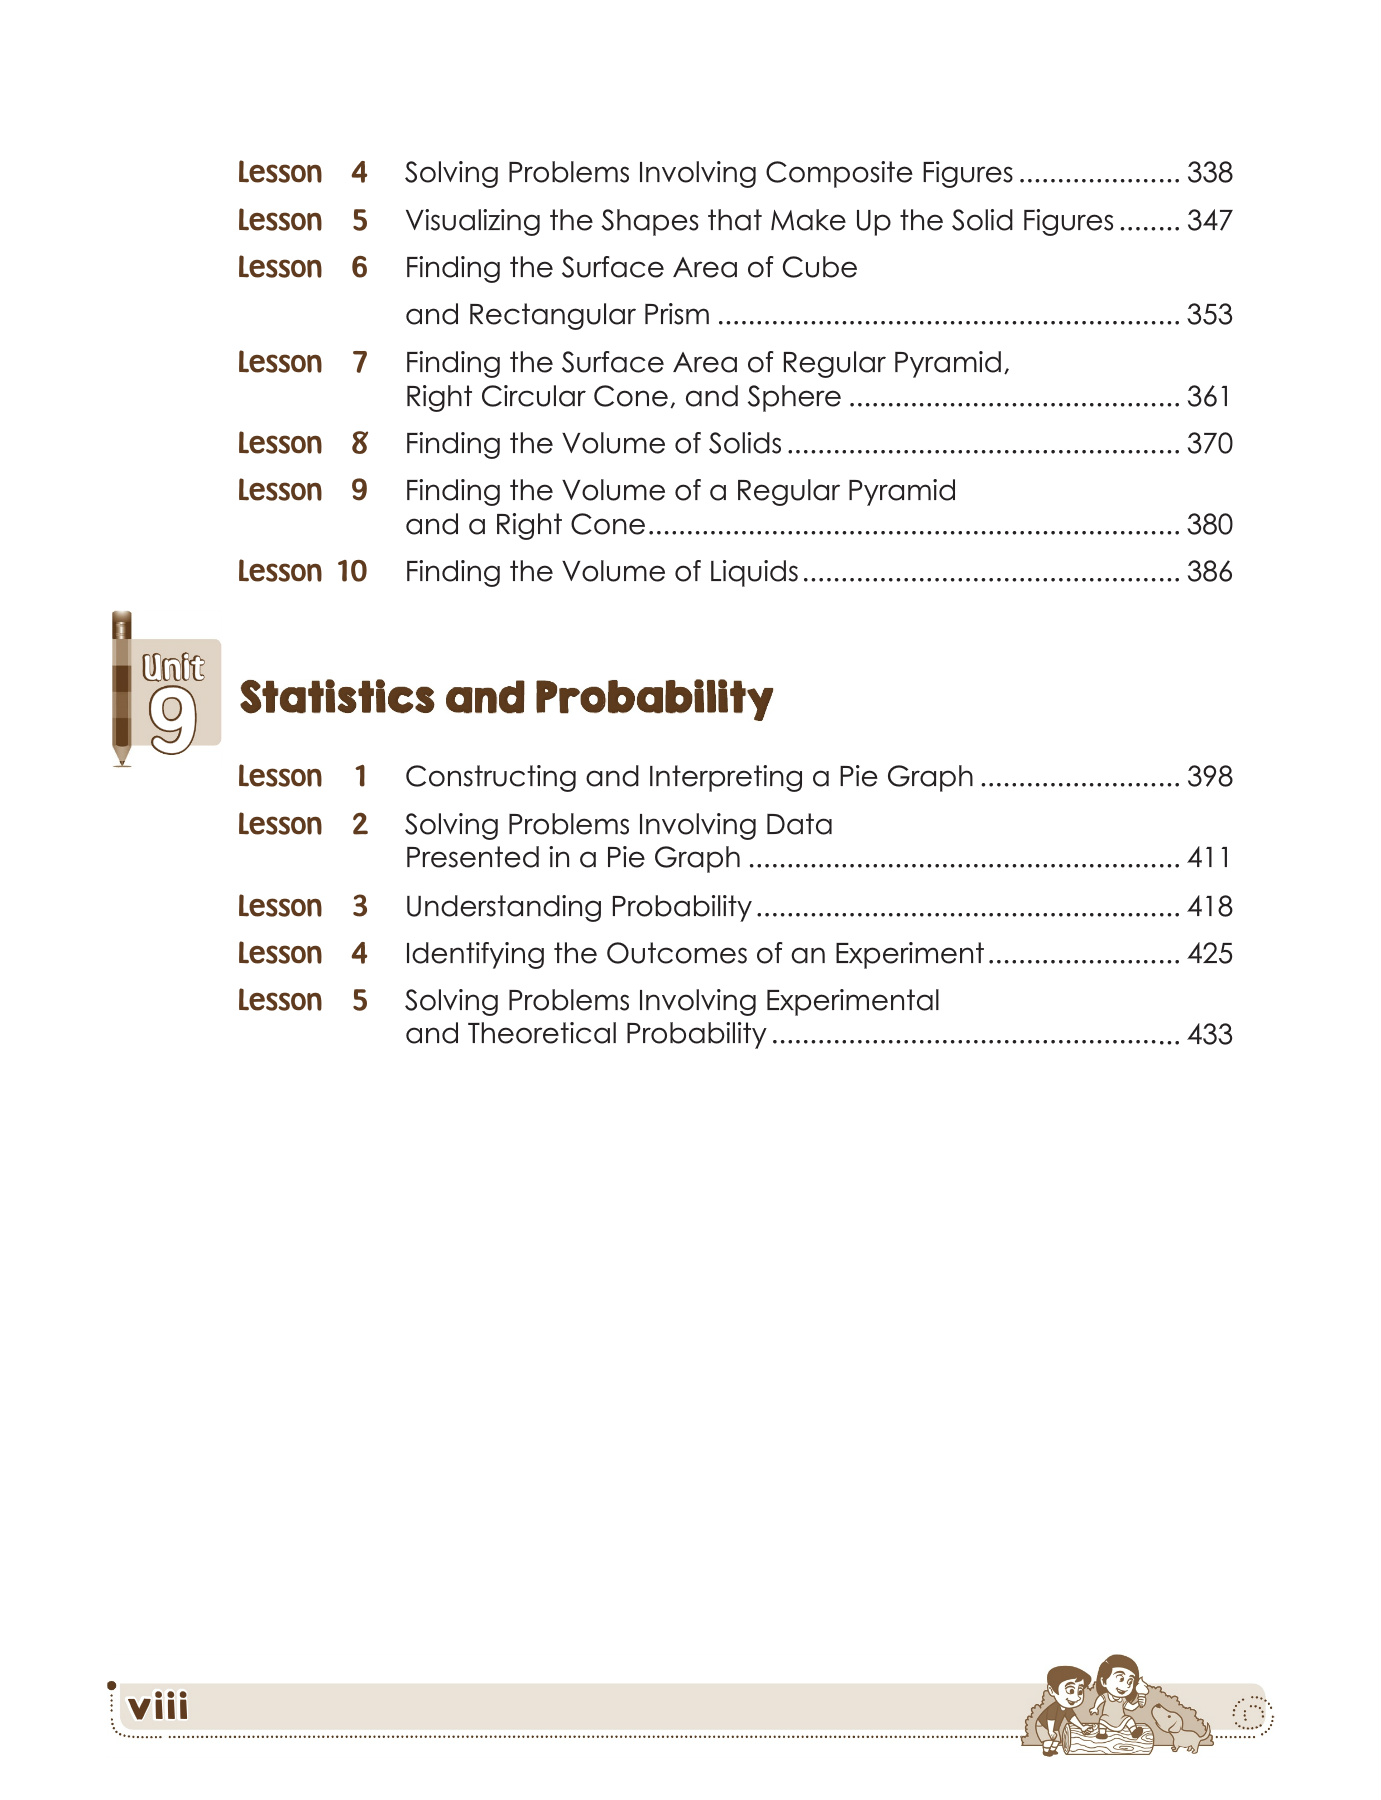 Lesson 4 Solving Problems Involving Composite Figures ..................... 338
Lesson 5 Visualizing the Shapes that Make Up the Solid Figures ........ 347
Lesson 6 Finding the Surface Area of Cube
and Rectangular Prism ............................................................ 353
Lesson 7 Finding the Surface Area of Regular Pyramid,
Right Circular Cone, and Sphere ........................................... 361
Lesson 8 Finding the Volume of Solids ................................................... 370
Lesson 9 Finding the Volume of a Regular Pyramid
and a Right Cone..................................................................... 380
Lesson 10 Finding the Volume of Liquids ................................................. 386
Unit
9
Statistics and Probability
Lesson 1 Constructing and Interpreting a Pie Graph .......................... 398
Lesson 2 Solving Problems Involving Data
Presented in a Pie Graph ........................................................ 411
Lesson 3 Understanding Probability ....................................................... 418
Lesson 4 Identifying the Outcomes of an Experiment ......................... 425
Lesson 5 Solving Problems Involving Experimental
and Theoretical Probability ..................................................... 433
viii